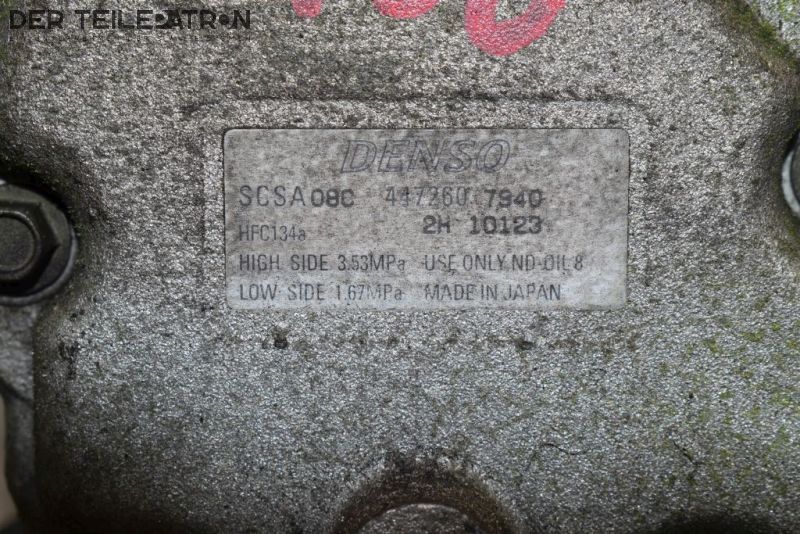 DER TEILEPATRON
DENSO
SCSA08C 447260 7940
HFC134a 2H 10123
HIGH SIDE 3.53MPa USE ONLY ND-OIL 8
LOW SIDE 1.67MPa MADE IN JAPAN